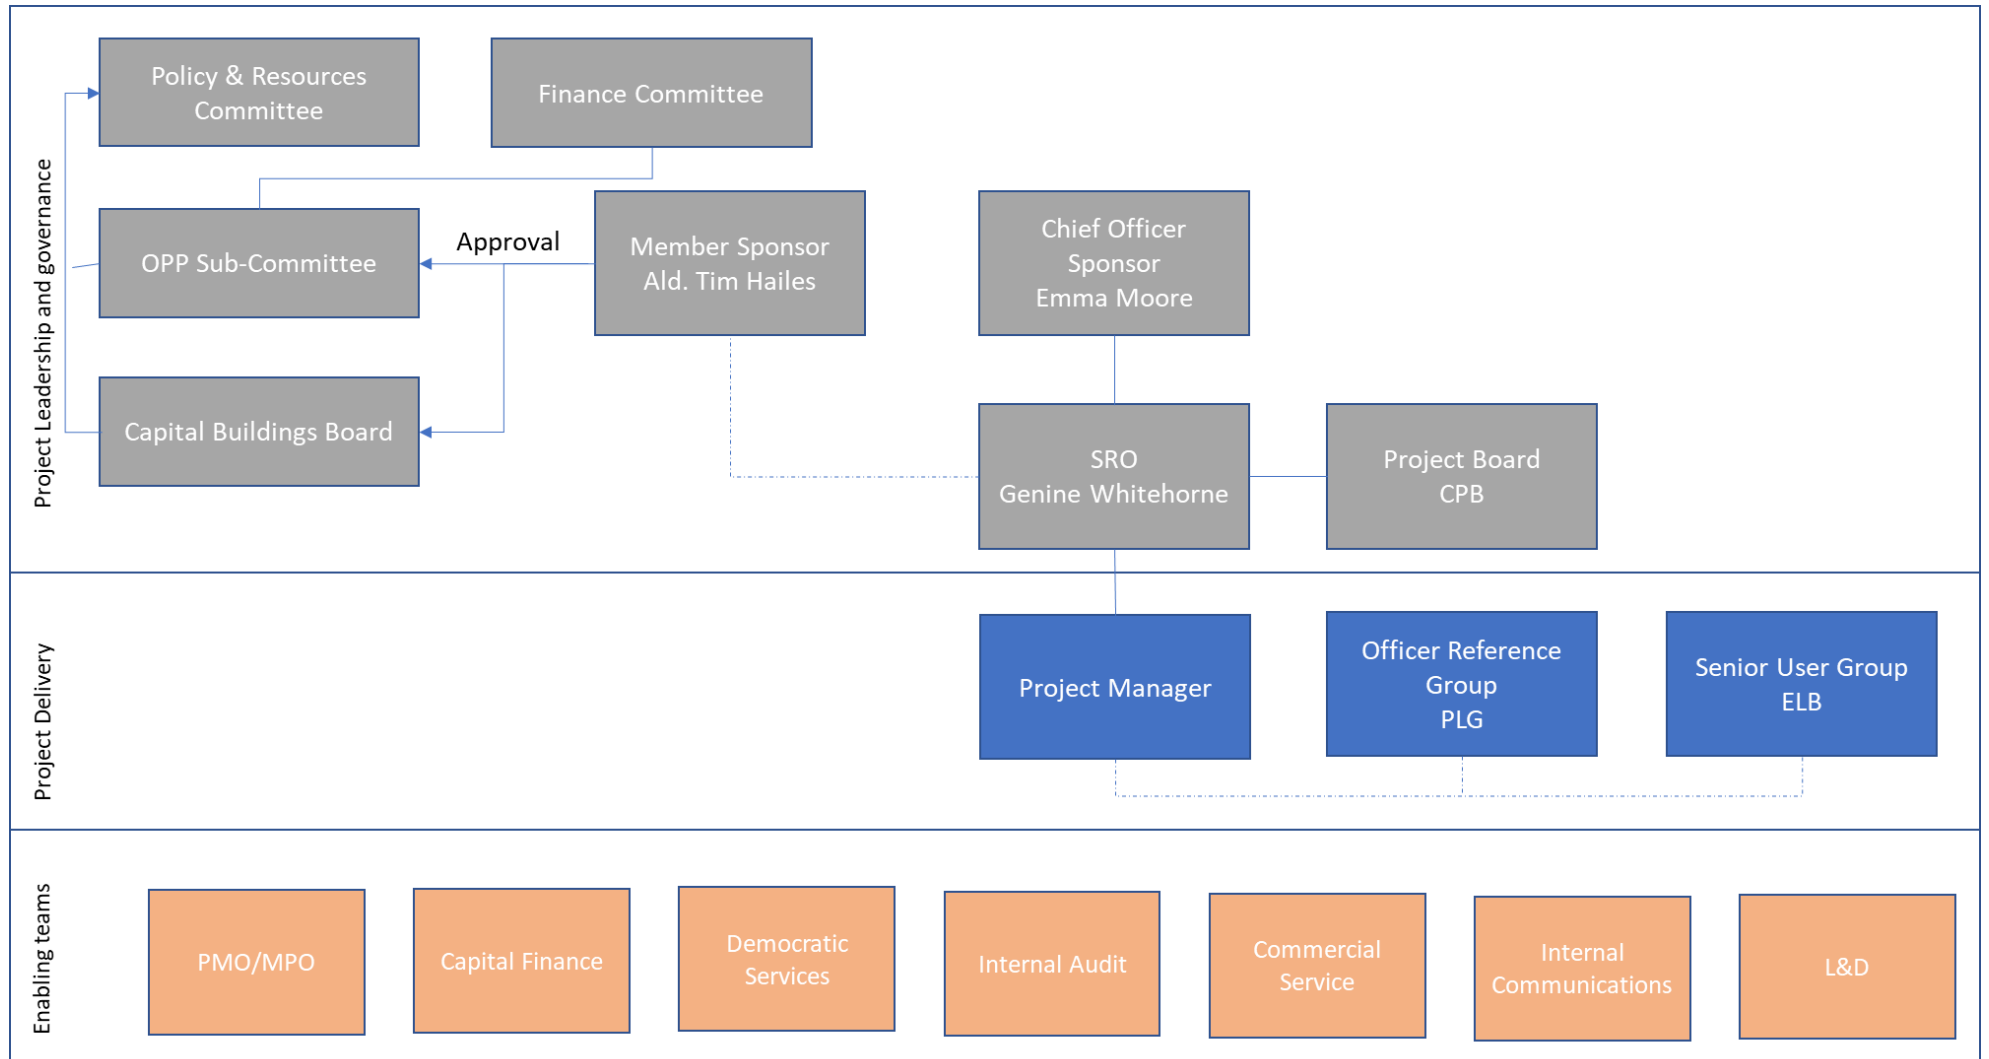 Project Leadership and governance
Policy & Resources
Committee
Finance Committee
OPP Sub-Committee
Approval
Member Sponsor
Ald. Tim Hailes
Chief Officer
Sponsor
Emma Moore
Capital Buildings Board
SRO
Genine Whitehorne
Project Board
CPB
Project Delivery
Project Manager
Officer Reference
Group
PLG
Senior User Group
ELB
Enabling teams
PMO/MPO
Capital Finance
Democratic
Services
Internal Audit
Commercial
Service
Internal
Communications
L&D